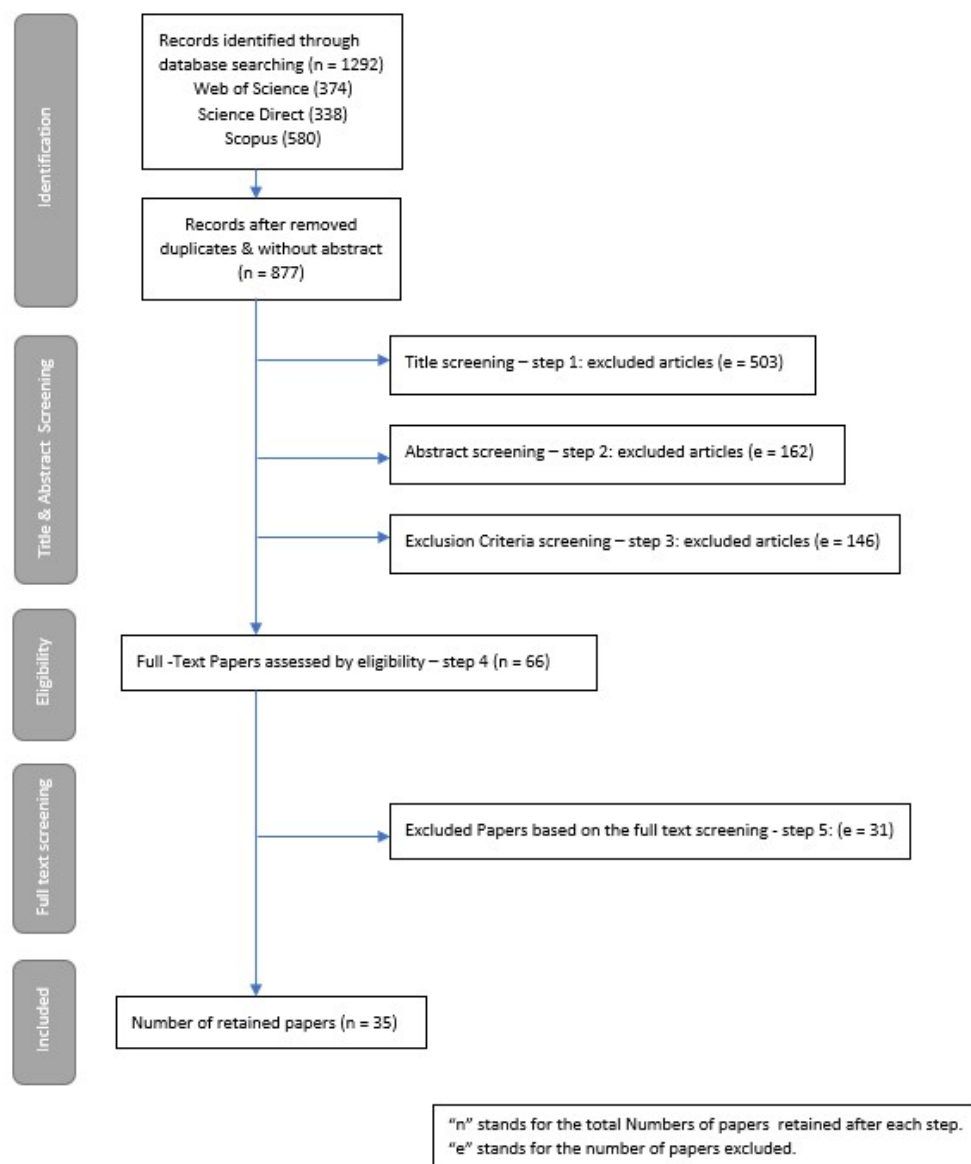 Identification
Records identified through
database searching (n = 1292)
Web of Science (374)
Science Direct (338)
Scopus (580)
Records after removed
duplicates & without abstract
(n = 877)
Title & Abstract Screening
Title screening – step 1: excluded articles (e = 503)
Abstract screening – step 2: excluded articles (e = 162)
Exclusion Criteria screening – step 3: excluded articles (e = 146)
Eligibility
Full -Text Papers assessed by eligibility – step 4 (n = 66)
Full text screening
Excluded Papers based on the full text screening - step 5: (e = 31)
Included
Number of retained papers (n = 35)
“n” stands for the total Numbers of papers retained after each step.
“e” stands for the number of papers excluded.